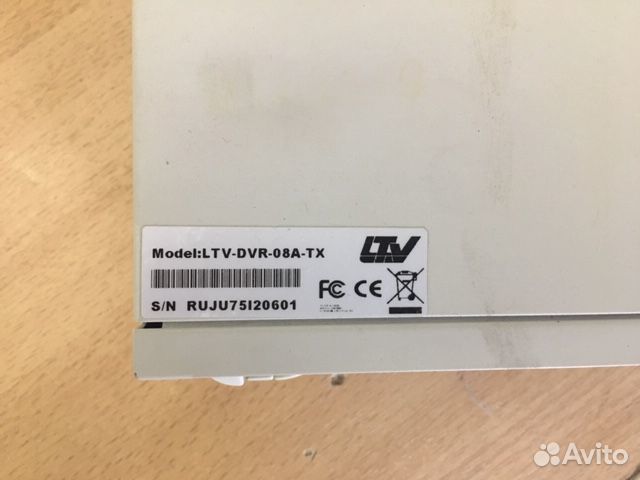 Model:LTV-DVR-08A-TX
LTV
S/N RUJU75I20601
FC CE
Avito